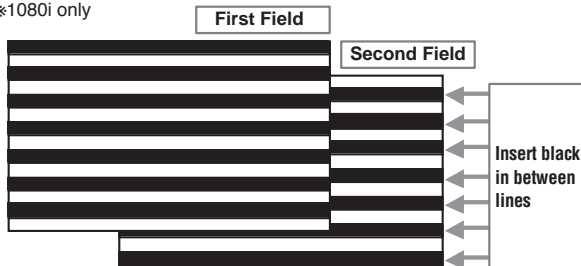 ※1080i only
First Field
Second Field
Insert black
in between
lines